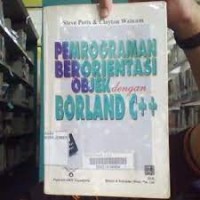 Steve Potts & Clayton Walnum
PEMROGRAMAN
BERORIENTASI
OBJEK dengan
BORLAND C++